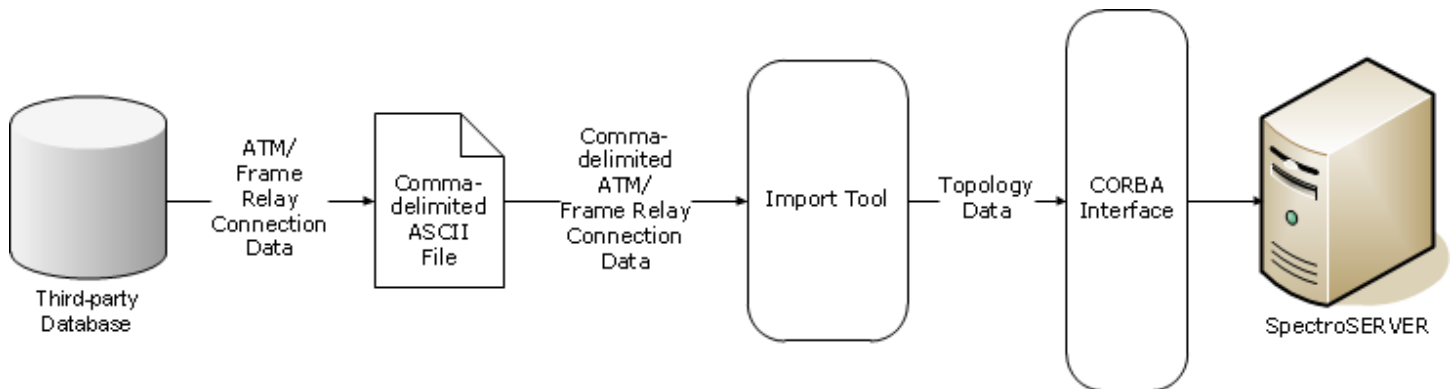 Third-party
Database
ATM/
Frame
Relay
Connection
Data
Comma-
delimited
ASCII
File
Comma-
delimited
ATM/
Frame Relay
Connection
Data
Import Tool
Topology
Data
CORBA
Interface
SpectroSERVER